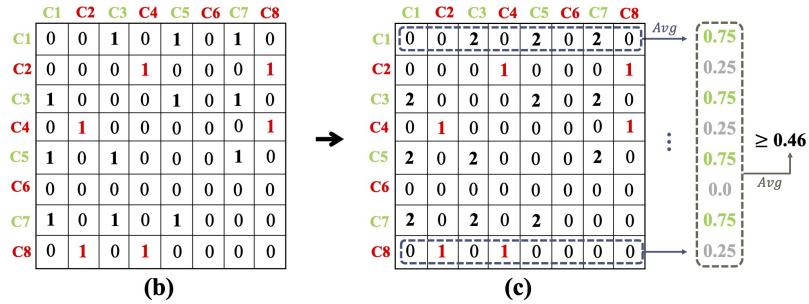 C1 C2 C3 C4 C5 C6 C7 C8
C1 0 0 1 0 1 0 1 0
C2 0 0 0 1 0 0 0 1
C3 1 0 0 0 1 0 1 0
C4 0 1 0 0 0 0 0 1
C5 1 0 1 0 0 0 1 0
C6 0 0 0 0 0 0 0 0
C7 1 0 1 0 1 0 0 0
C8 0 1 0 1 0 0 0 0
(b)
C1 C2 C3 C4 C5 C6 C7 C8
C1 0 0 2 0 2 0 2 0 Avg 0.75
C2 0 0 0 1 0 0 0 1 0.25
C3 2 0 0 0 2 0 2 0 0.75
C4 0 1 0 0 0 0 0 1 0.25
C5 2 0 2 0 0 0 2 0 0.75
C6 0 0 0 0 0 0 0 0 0.0
C7 2 0 2 0 2 0 0 0 0.75
C8 0 1 0 1 0 0 0 0 0.25
≥ 0.46
Avg
(c)